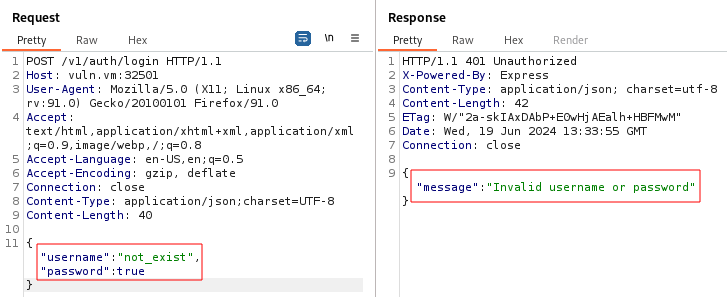 Request
Pretty Raw Hex \n
1 POST /v1/auth/login HTTP/1.1
2 Host: vuln.vm:32501
3 User-Agent: Mozilla/5.0 (X11; Linux x86_64;
rv:91.0) Gecko/20100101 Firefox/91.0
4 Accept:
text/html,application/xhtml+xml,application/xml
;q=0.9,image/webp,/;q=0.8
5 Accept-Language: en-US,en;q=0.5
6 Accept-Encoding: gzip, deflate
7 Connection: close
8 Content-Type: application/json;charset=UTF-8
9 Content-Length: 40
10
11 {
"username":"not_exist",
"password":true
}
Response
Pretty Raw Hex Render
1 HTTP/1.1 401 Unauthorized
2 X-Powered-By: Express
3 Content-Type: application/json; charset=utf-8
4 Content-Length: 42
5 ETag: W/"2a-skIAxDAbP+EOwHjAEalh+HBFMwM"
6 Date: Wed, 19 Jun 2024 13:33:55 GMT
7 Connection: close
8
9 {
"message":"Invalid username or password"
}